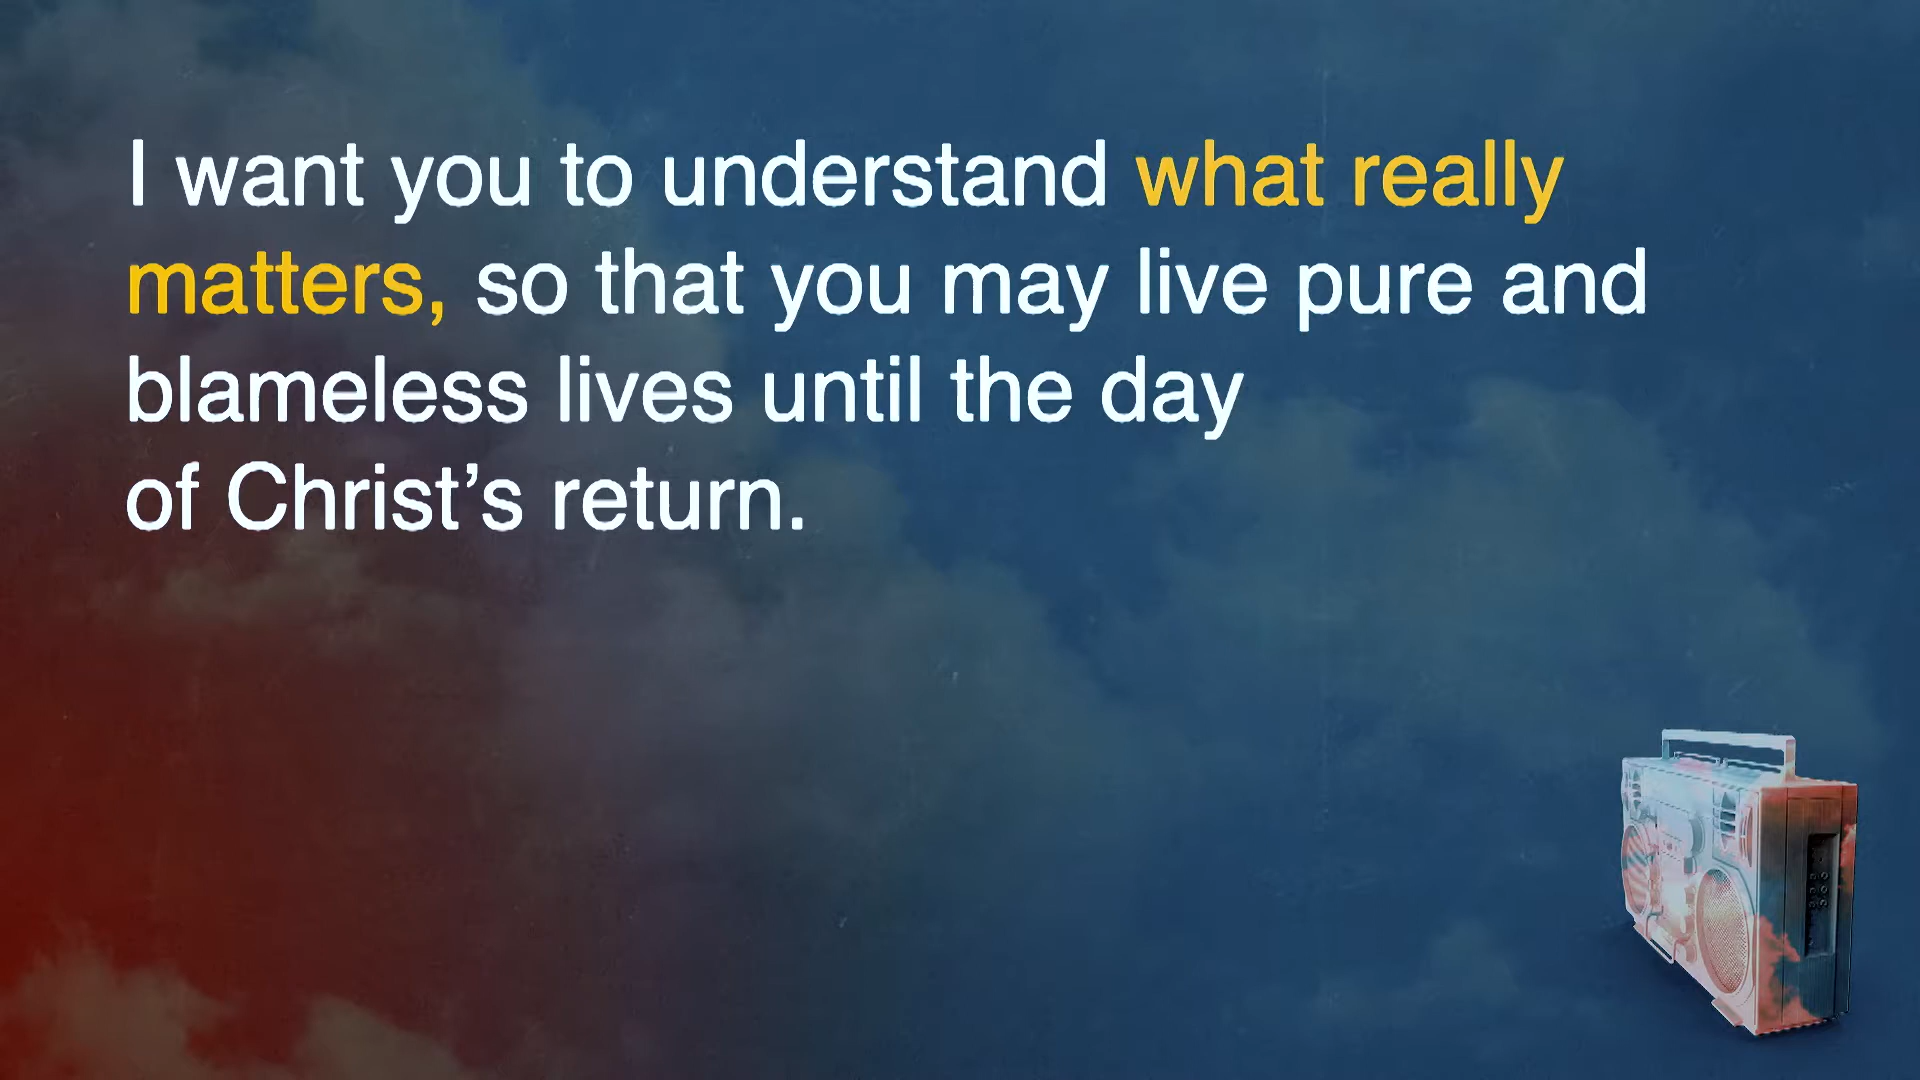 I want you to understand what really
matters, so that you may live pure and
blameless lives until the day
of Christ’s return.